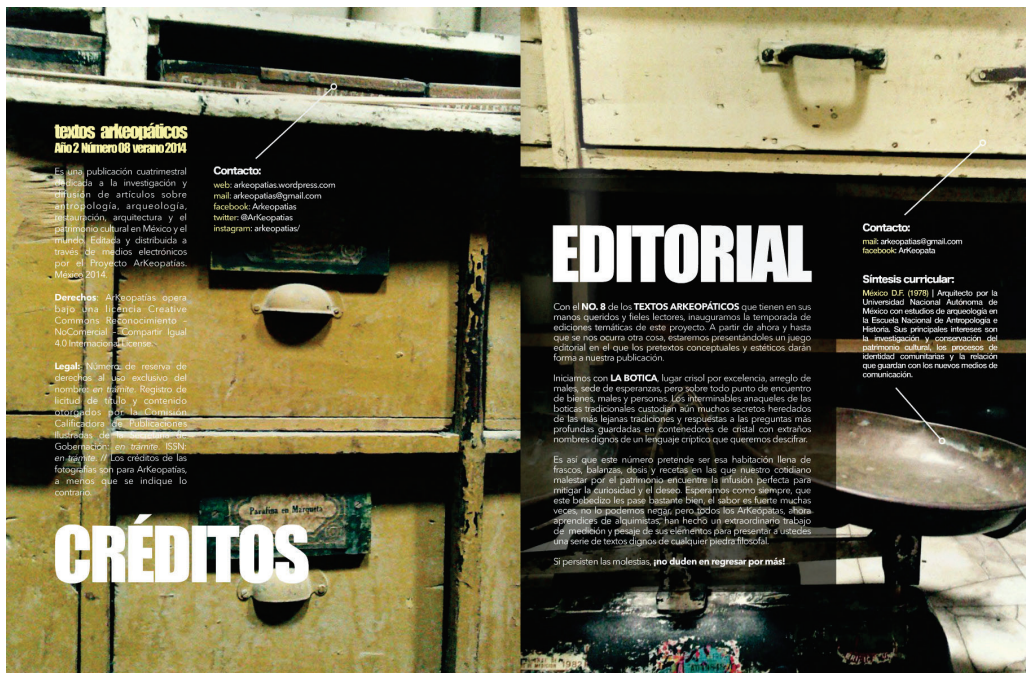 textos arkeopáticos
Año 2 Número 08 verano 2014
Es una publicación cuatrimestral
dedicada a la investigación y
difusión de artículos sobre
antropología, arqueología,
restauración, arquitectura y el
patrimonio cultural en México y el
mundo. Editada y distribuida a
través de medios electrónicos
por el Proyecto ArKeopatías.
México 2014.
Derechos: ArKeopatías opera
bajo una licencia Creative
Commons Reconocimiento -
NoComercial - Compartir Igual
4.0 Internacional License.
Legal: Número de reserva de
derechos al uso exclusivo del
nombre: en trámite. Registro de
licitud de título y contenido
otorgados por la Comisión
Calificadora de Publicaciones
Ilustradas de la Secretaría de
Gobernación: en trámite. ISSN:
en trámite. // Los créditos de las
fotografías son para ArKeopatías,
a menos que se indique lo
contrario.
CRÉDITOS
Contacto:
web: arkeopatias.wordpress.com
mail: arkeopatias@gmail.com
facebook: Arkeopatias
twitter: @ArKeopatias
instagram: arkeopatias/
Parafina en Marqueta
EDITORIAL
Con el NO. 8 de los TEXTOS ARKEOPÁTICOS que tienen en sus
manos queridos y fieles lectores, inauguramos la temporada de
ediciones temáticas de este proyecto. A partir de ahora y hasta
que se nos ocurra otra cosa, estaremos presentándoles un juego
editorial en el que los pretextos conceptuales y estéticos darán
forma a nuestra publicación.
Iniciamos con LA BOTICA, lugar crisol por excelencia, arreglo de
males, sede de esperanzas, pero sobre todo punto de encuentro
de bienes, males y personas. Los interminables anaqueles de las
boticas tradicionales custodian aún muchos secretos heredados
de las más lejanas tradiciones y respuestas a las preguntas más
profundas guardadas en contenedores de cristal con extraños
nombres dignos de un lenguaje críptico que queremos descifrar.
Es así que este número pretende ser esa habitación llena de
frascos, balanzas, dosis y recetas en las que nuestro cotidiano
malestar por el patrimonio encuentre la infusión perfecta para
mitigar la curiosidad y el deseo. Esperamos como siempre, que
este bobedizo les pase bastante bien, el sabor es fuerte muchas
veces, no lo podemos negar, pero todos los ArKeópatas, ahora
aprendices de alquimistas, han hecho un extraordinario trabajo
de medición y pesaje de sus elementos para presentar a ustedes
una serie de textos dignos de cualquier piedra filosofal.
Si persisten las molestias, ¡no duden en regresar por más!
Contacto:
mail: arkeopatias@gmail.com
facebook: ArKeopata
Síntesis curricular:
México D.F. (1978) | Arquitecto por la
Universidad Nacional Autónoma de
México con estudios de arqueología en
la Escuela Nacional de Antropología e
Historia. Sus principales intereses son
la investigación y conservación del
patrimonio cultural, los procesos de
identidad comunitarias y la relación
que guardan con los nuevos medios de
comunicación.